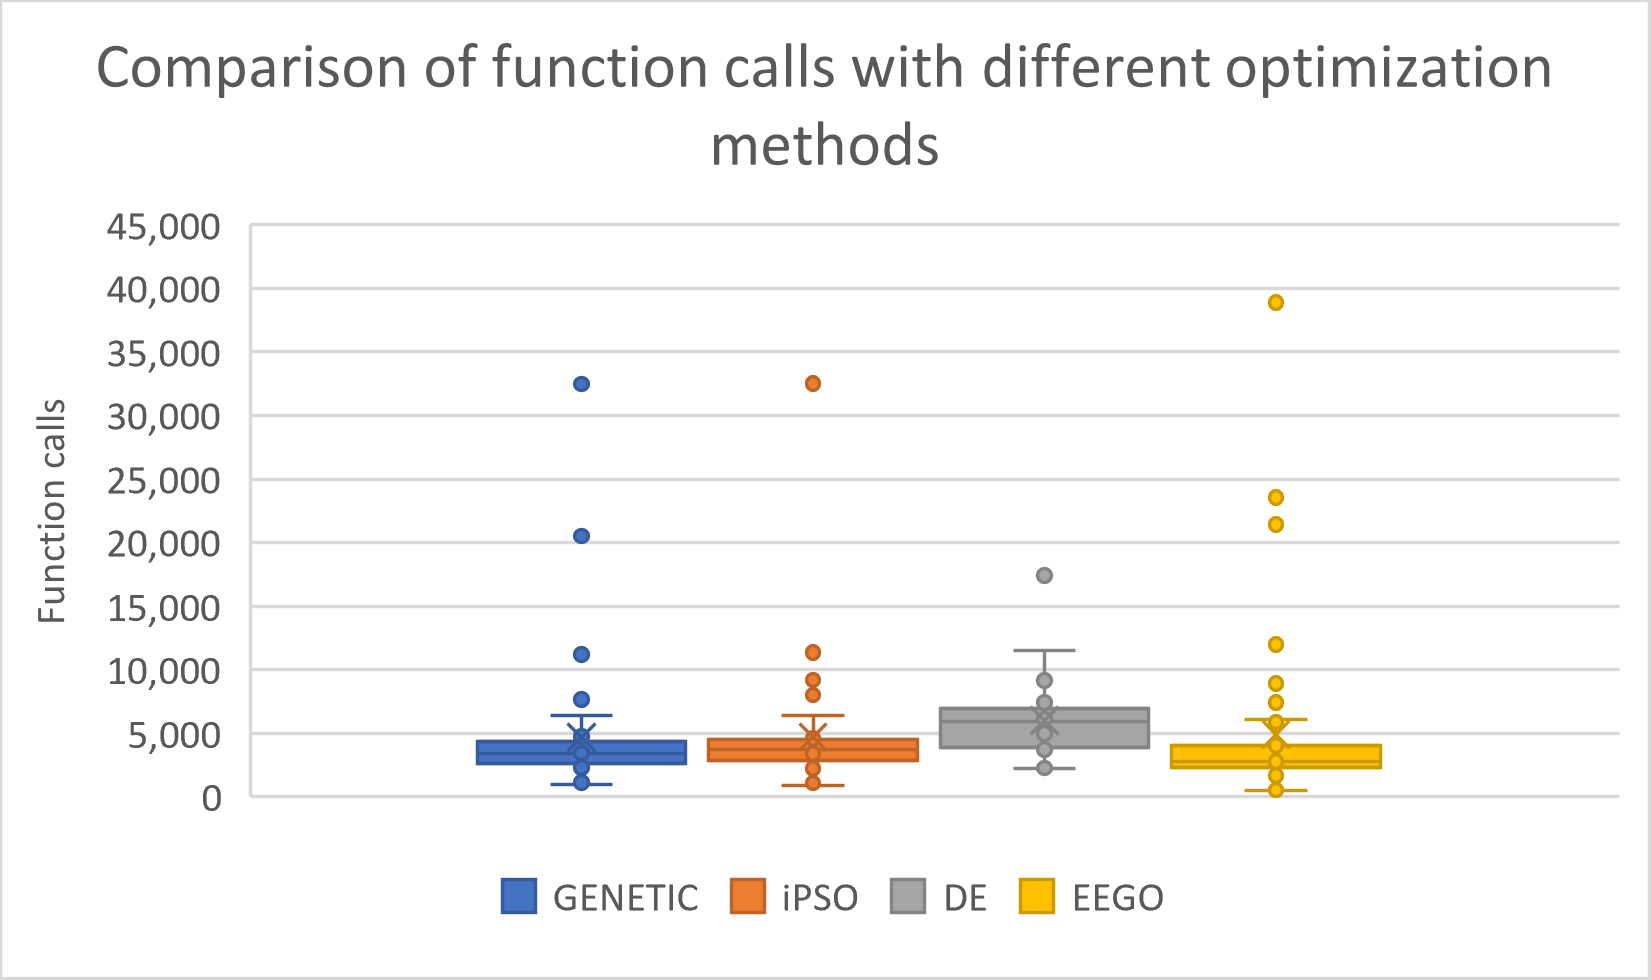 Comparison of function calls with different optimization
methods
45,000
40,000
35,000
30,000
25,000
20,000
15,000
10,000
5,000
0
Function calls
GENETIC
iPSO
DE
EEGO